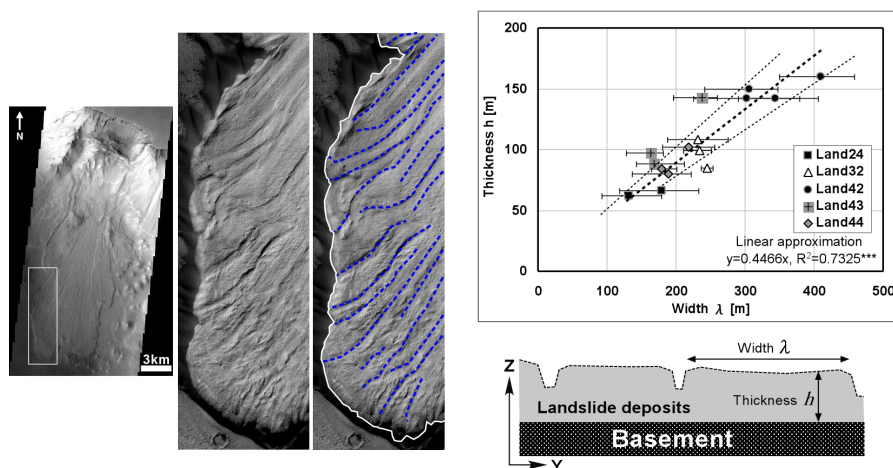 N
3km
Thickness h [m]
200
150
100
50
0
0 100 200 300 400 500
Width λ [m]
Land24
Land32
Land42
Land43
Land44
Linear approximation
y=0.4466x, R²=0.7325***
Width λ
Z
Thickness h
Landslide deposits
Basement
Y